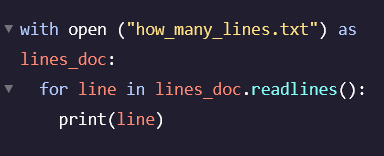 with open ("how_many_lines.txt") as
lines_doc:
  for line in lines_doc.readlines():
    print(line)